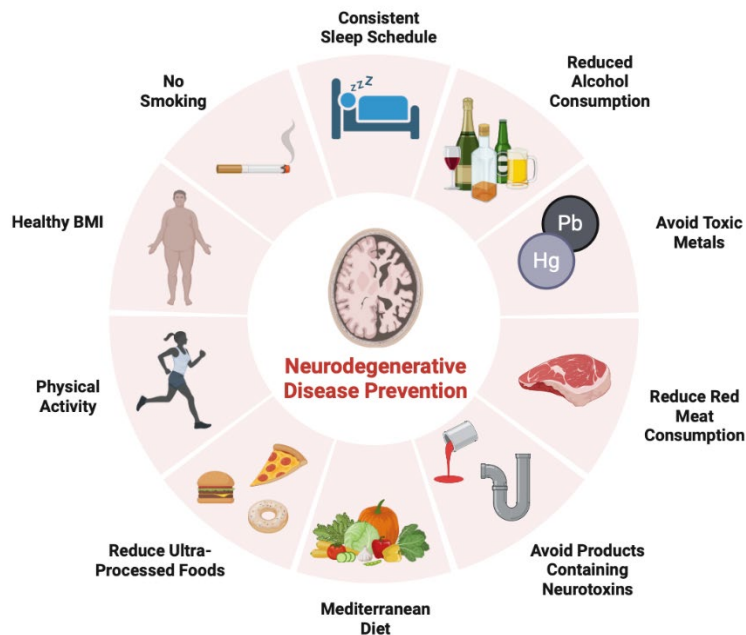 Consistent
Sleep Schedule
zzz
Reduced
Alcohol
Consumption
Pb
Hg
Avoid Toxic
Metals
Reduce Red
Meat
Consumption
Avoid Products
Containing
Neurotoxins
Mediterranean
Diet
Reduce Ultra-
Processed Foods
Physical
Activity
Healthy BMI
No
Smoking
Neurodegenerative
Disease Prevention